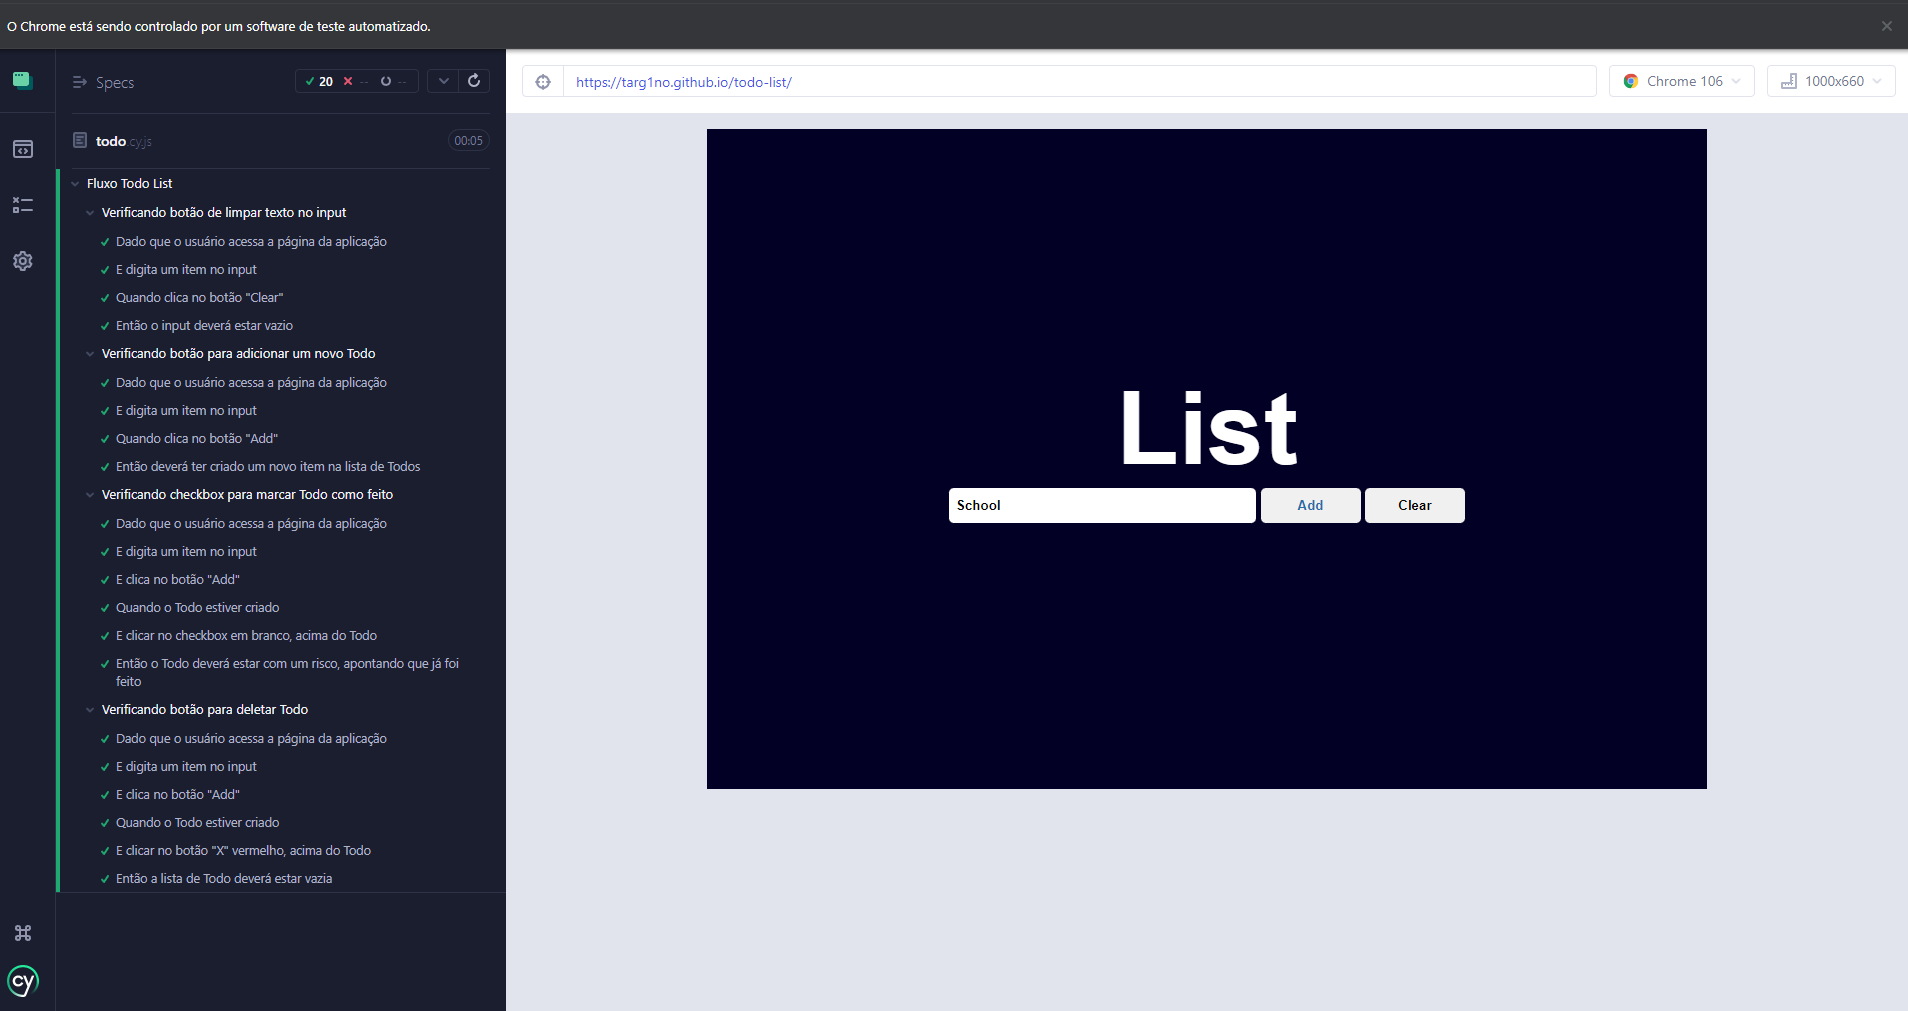 O Chrome está sendo controlado por um software de teste automatizado.
Specs
20
--
--
https://targ1no.github.io/todo-list/
Chrome 106
1000x660
todo.cy.js
00:05
Fluxo Todo List
Verificando botão de limpar texto no input
Dado que o usuário acessa a página da aplicação
E digita um item no input
Quando clica no botão "Clear"
Então o input deverá estar vazio
Verificando botão para adicionar um novo Todo
Dado que o usuário acessa a página da aplicação
E digita um item no input
Quando clica no botão "Add"
Então deverá ter criado um novo item na lista de Todos
Verificando checkbox para marcar Todo como feito
Dado que o usuário acessa a página da aplicação
E digita um item no input
E clica no botão "Add"
Quando o Todo estiver criado
E clicar no checkbox em branco, acima do Todo
Então o Todo deverá estar com um risco, apontando que já foi
feito
Verificando botão para deletar Todo
Dado que o usuário acessa a página da aplicação
E digita um item no input
E clica no botão "Add"
Quando o Todo estiver criado
E clicar no botão "X" vermelho, acima do Todo
Então a lista de Todo deverá estar vazia
cy
List
School
Add
Clear